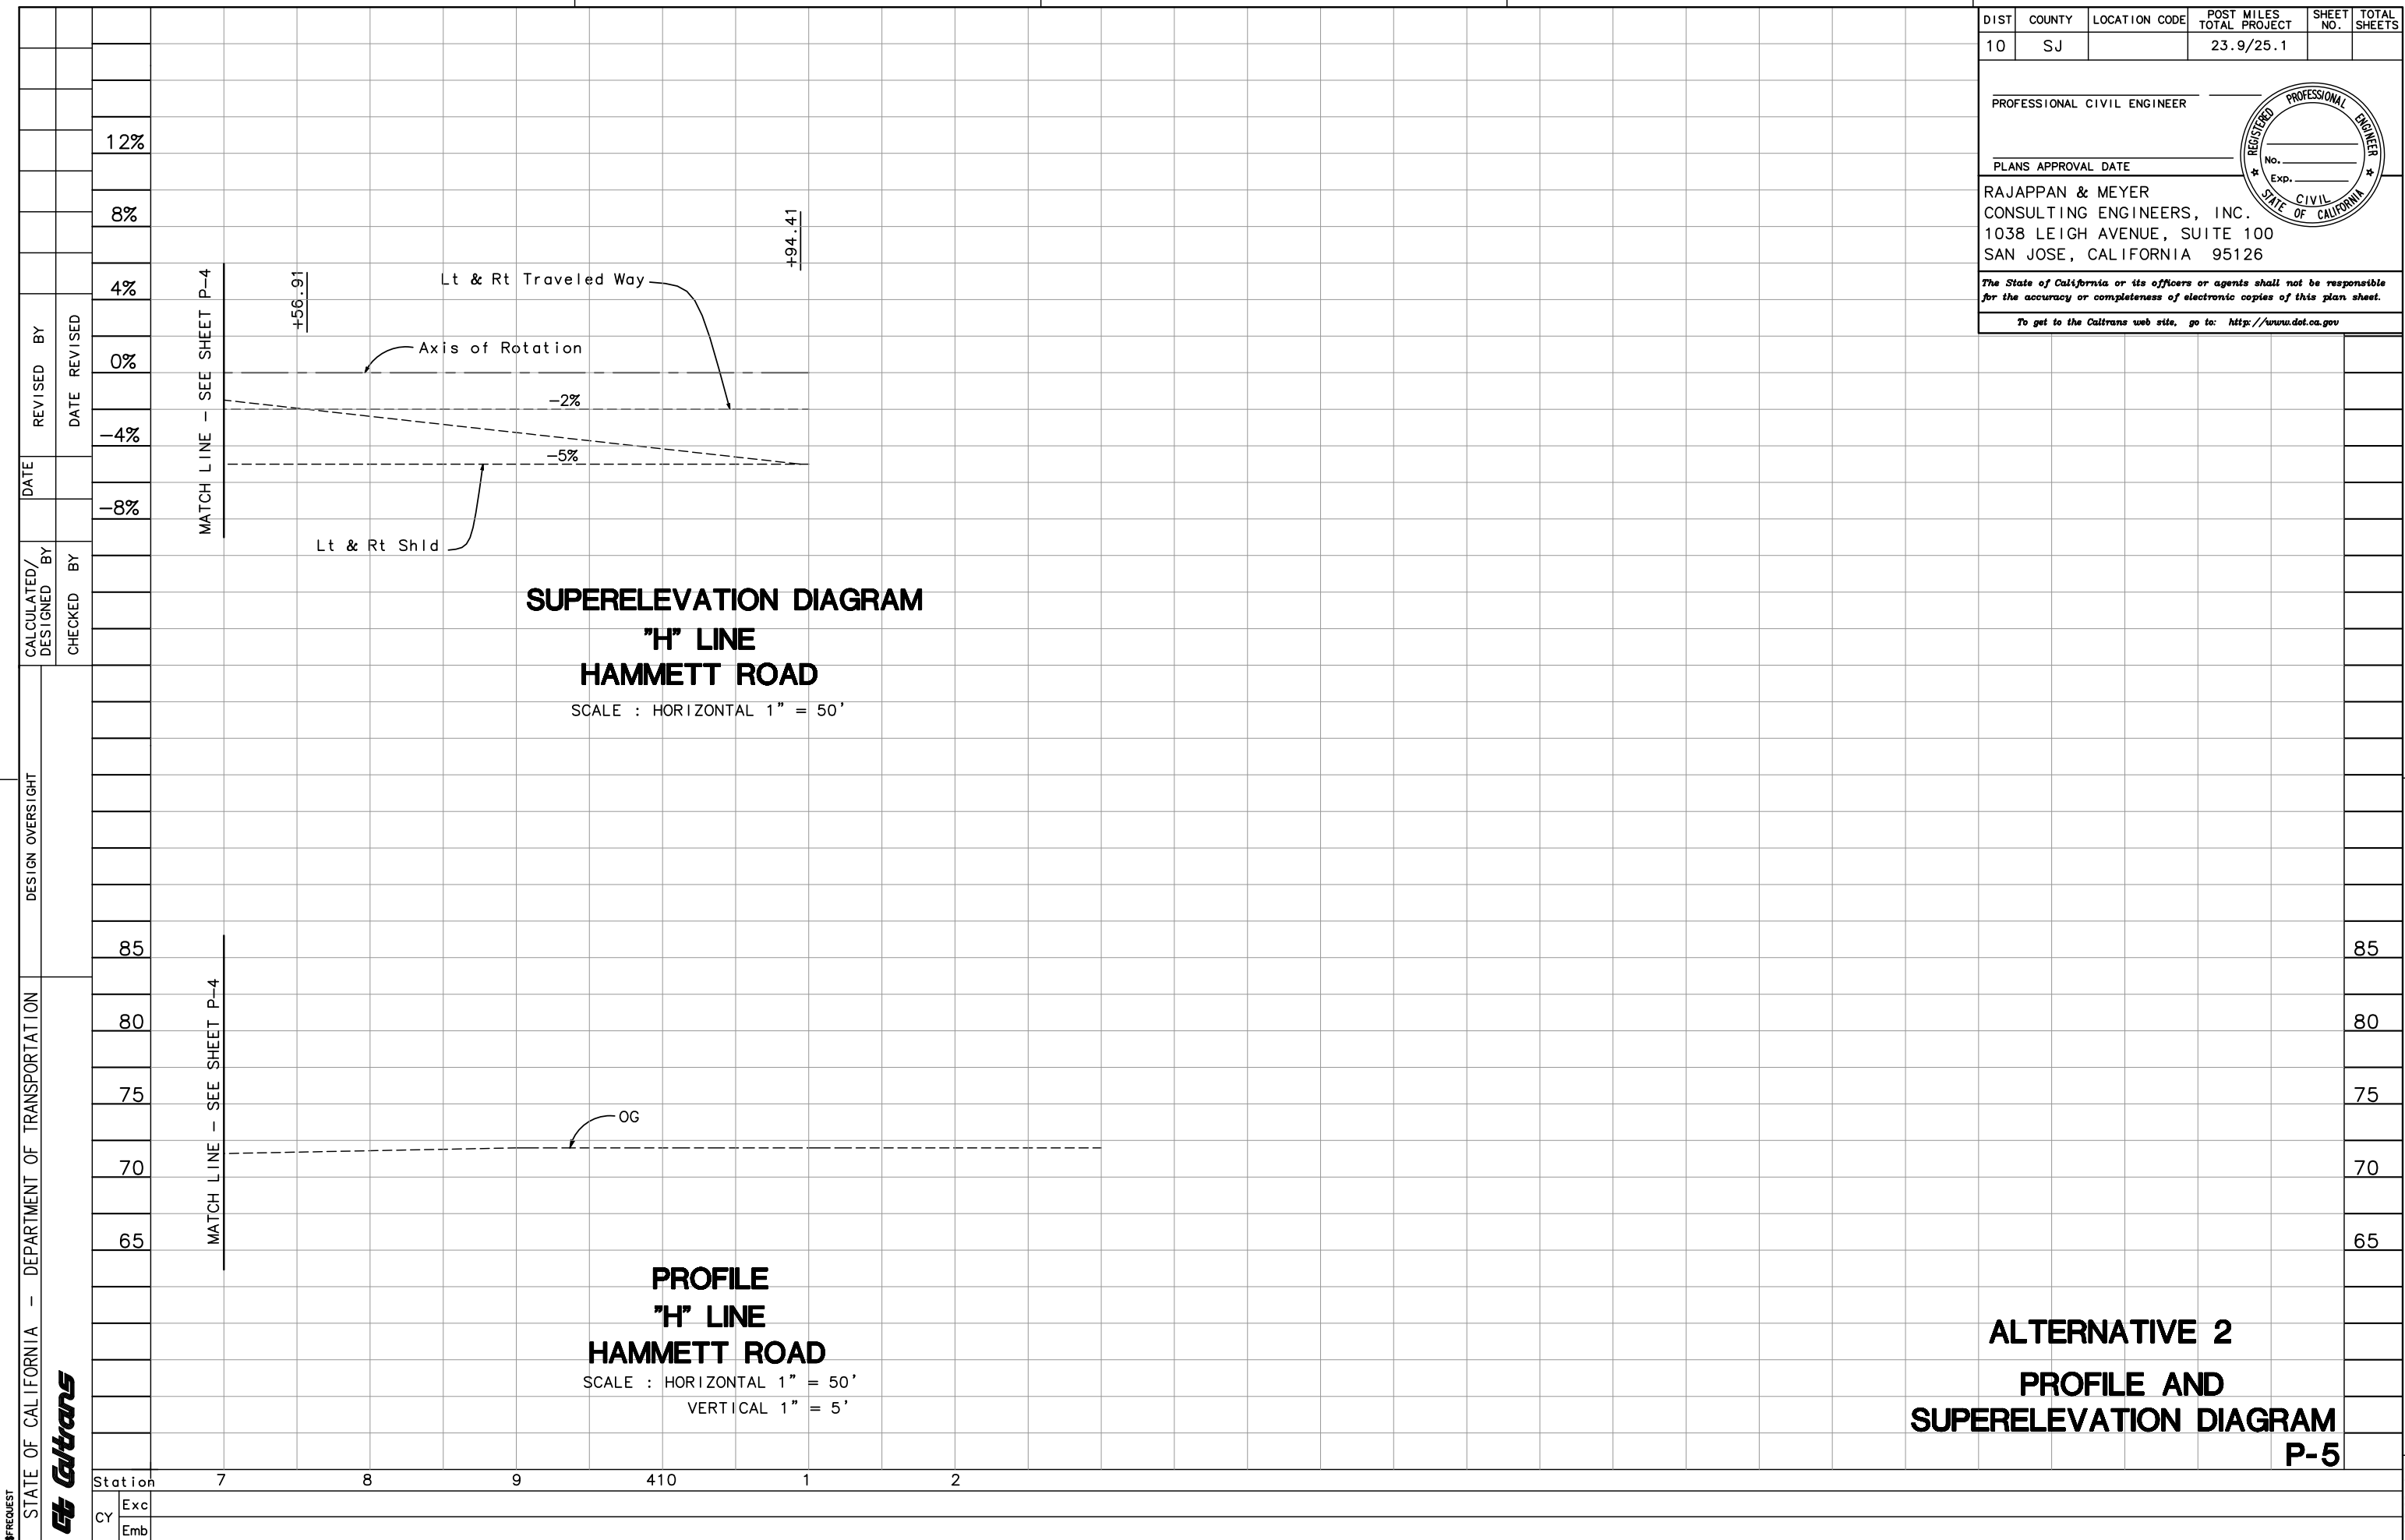 DIST COUNTY LOCATION CODE POST MILES TOTAL PROJECT SHEET NO. TOTAL SHEETS
10 SJ 23.9/25.1
PROFESSIONAL CIVIL ENGINEER
PLANS APPROVAL DATE
REGISTERED PROFESSIONAL ENGINEER
No.
Exp.
CIVIL
STATE OF CALIFORNIA
RAJAPPAN & MEYER
CONSULTING ENGINEERS, INC.
1038 LEIGH AVENUE, SUITE 100
SAN JOSE, CALIFORNIA 95126
The State of California or its officers or agents shall not be responsible
for the accuracy or completeness of electronic copies of this plan sheet.
To get to the Caltrans web site, go to: http://www.dot.ca.gov
12%
8%
4%
0%
-4%
-8%
MATCH LINE - SEE SHEET P-4
+56.91
+94.41
Lt & Rt Traveled Way
Axis of Rotation
-2%
-5%
Lt & Rt Shld
SUPERELEVATION DIAGRAM
"H" LINE
HAMMETT ROAD
SCALE : HORIZONTAL 1" = 50'
85
80
75
70
65
MATCH LINE - SEE SHEET P-4
OG
85
80
75
70
65
PROFILE
"H" LINE
HAMMETT ROAD
SCALE : HORIZONTAL 1" = 50'
VERTICAL 1" = 5'
ALTERNATIVE 2
PROFILE AND
SUPERELEVATION DIAGRAM
P-5
Station 7 8 9 410 1 2
CY
Exc
Emb
REVISED BY
DATE REVISED
DATE
CALCULATED/
DESIGNED BY
CHECKED BY
DESIGN OVERSIGHT
STATE OF CALIFORNIA - DEPARTMENT OF TRANSPORTATION
Caltrans
$REQUEST